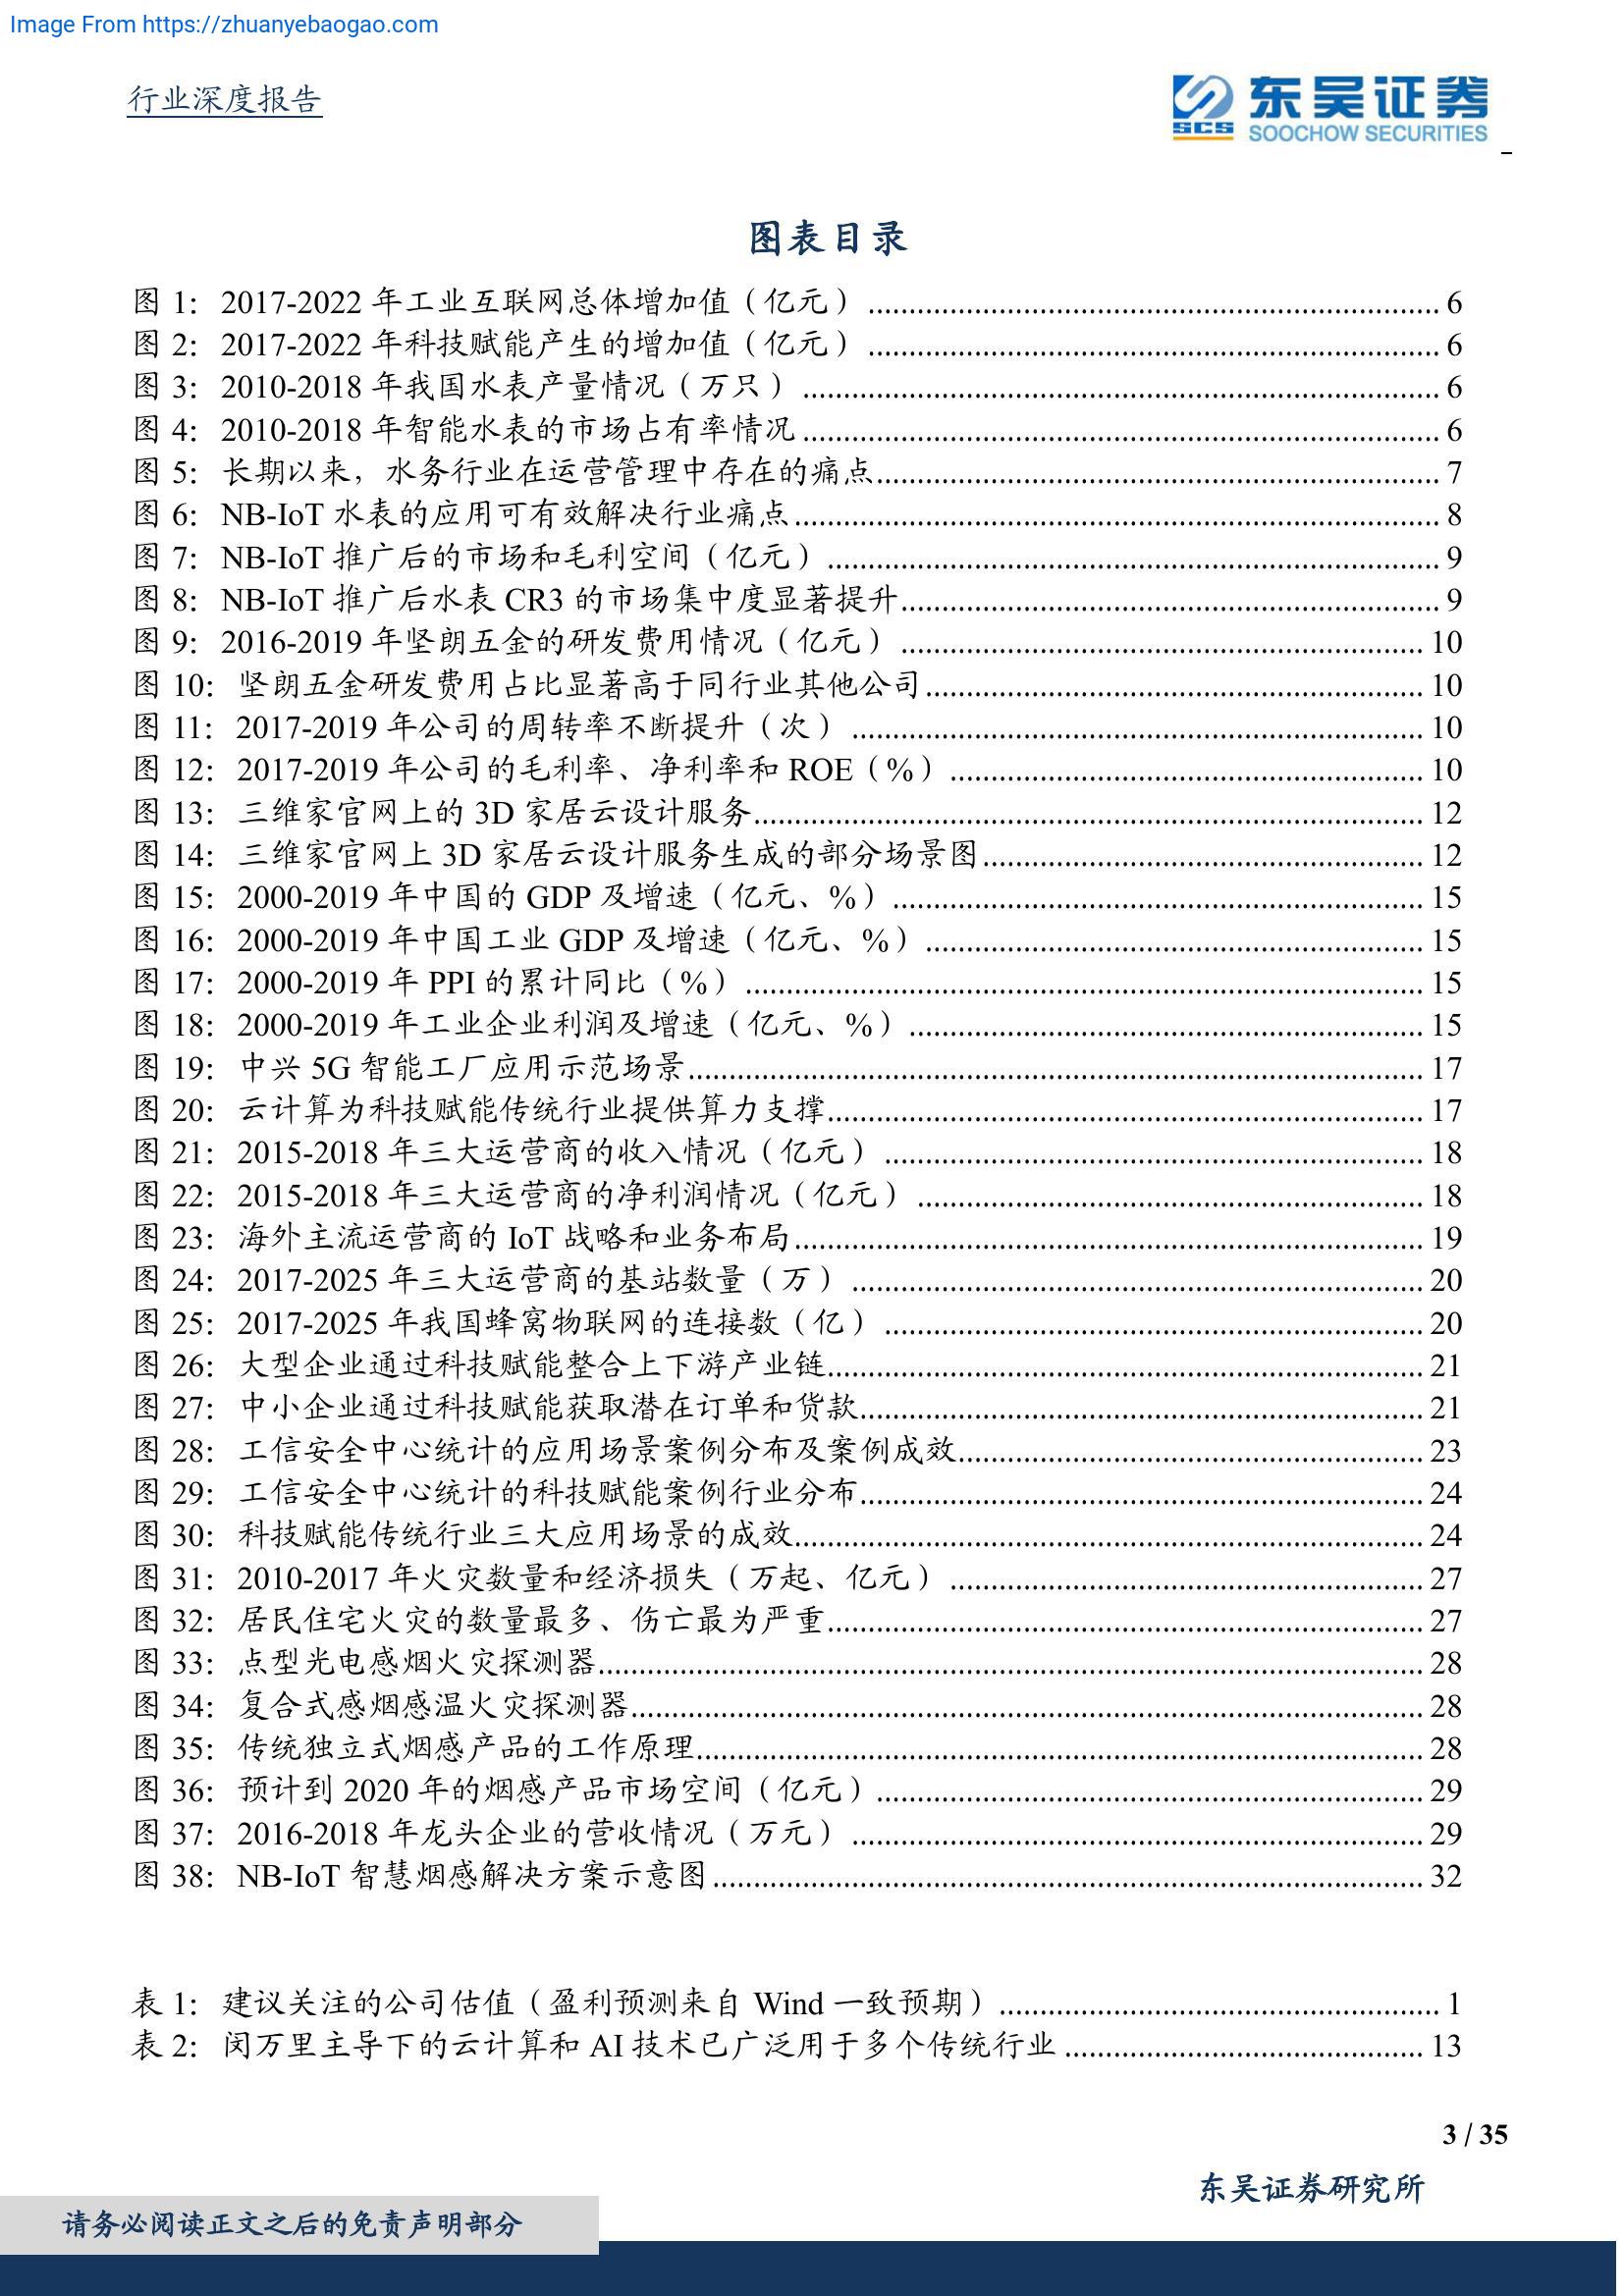 Image From https://zhuanyebaogao.com
行业深度报告
SCS 东吴证券
SOOCHOW SECURITIES
图表目录
图 1: 2017-2022 年工业互联网总体增加值（亿元） 6
图 2: 2017-2022 年科技赋能产生的增加值（亿元） 6
图 3: 2010-2018 年我国水表产量情况（万只） 6
图 4: 2010-2018 年智能水表的市场占有率情况 6
图 5: 长期以来，水务行业在运营管理中存在的痛点 7
图 6: NB-IoT 水表的应用可有效解决行业痛点 8
图 7: NB-IoT 推广后的市场和毛利空间（亿元） 9
图 8: NB-IoT 推广后水表 CR3 的市场集中度显著提升 9
图 9: 2016-2019 年坚朗五金的研发费用情况（亿元） 10
图 10: 坚朗五金研发费用占比显著高于同行业其他公司 10
图 11: 2017-2019 年公司的周转率不断提升（次） 10
图 12: 2017-2019 年公司的毛利率、净利率和 ROE（%） 10
图 13: 三维家官网上的 3D 家居云设计服务 12
图 14: 三维家官网上 3D 家居云设计服务生成的部分场景图 12
图 15: 2000-2019 年中国的 GDP 及增速（亿元、%） 15
图 16: 2000-2019 年中国工业 GDP 及增速（亿元、%） 15
图 17: 2000-2019 年 PPI 的累计同比（%） 15
图 18: 2000-2019 年工业企业利润及增速（亿元、%） 15
图 19: 中兴 5G 智能工厂应用示范场景 17
图 20: 云计算为科技赋能传统行业提供算力支撑 17
图 21: 2015-2018 年三大运营商的收入情况（亿元） 18
图 22: 2015-2018 年三大运营商的净利润情况（亿元） 18
图 23: 海外主流运营商的 IoT 战略和业务布局 19
图 24: 2017-2025 年三大运营商的基站数量（万） 20
图 25: 2017-2025 年我国蜂窝物联网的连接数（亿） 20
图 26: 大型企业通过科技赋能整合上下游产业链 21
图 27: 中小企业通过科技赋能获取潜在订单和货款 21
图 28: 工信安全中心统计的应用场景案例分布及案例成效 23
图 29: 工信安全中心统计的科技赋能案例行业分布 24
图 30: 科技赋能传统行业三大应用场景的成效 24
图 31: 2010-2017 年火灾数量和经济损失（万起、亿元） 27
图 32: 居民住宅火灾的数量最多、伤亡最为严重 27
图 33: 点型光电感烟火灾探测器 28
图 34: 复合式感烟感温火灾探测器 28
图 35: 传统独立式烟感产品的工作原理 28
图 36: 预计到 2020 年的烟感产品市场空间（亿元） 29
图 37: 2016-2018 年龙头企业的营收情况（万元） 29
图 38: NB-IoT 智慧烟感解决方案示意图 32
表 1: 建议关注的公司估值（盈利预测来自 Wind 一致预期） 1
表 2: 闵万里主导下的云计算和 AI 技术已广泛用于多个传统行业 13
3 / 35
东吴证券研究所
请务必阅读正文之后的免责声明部分